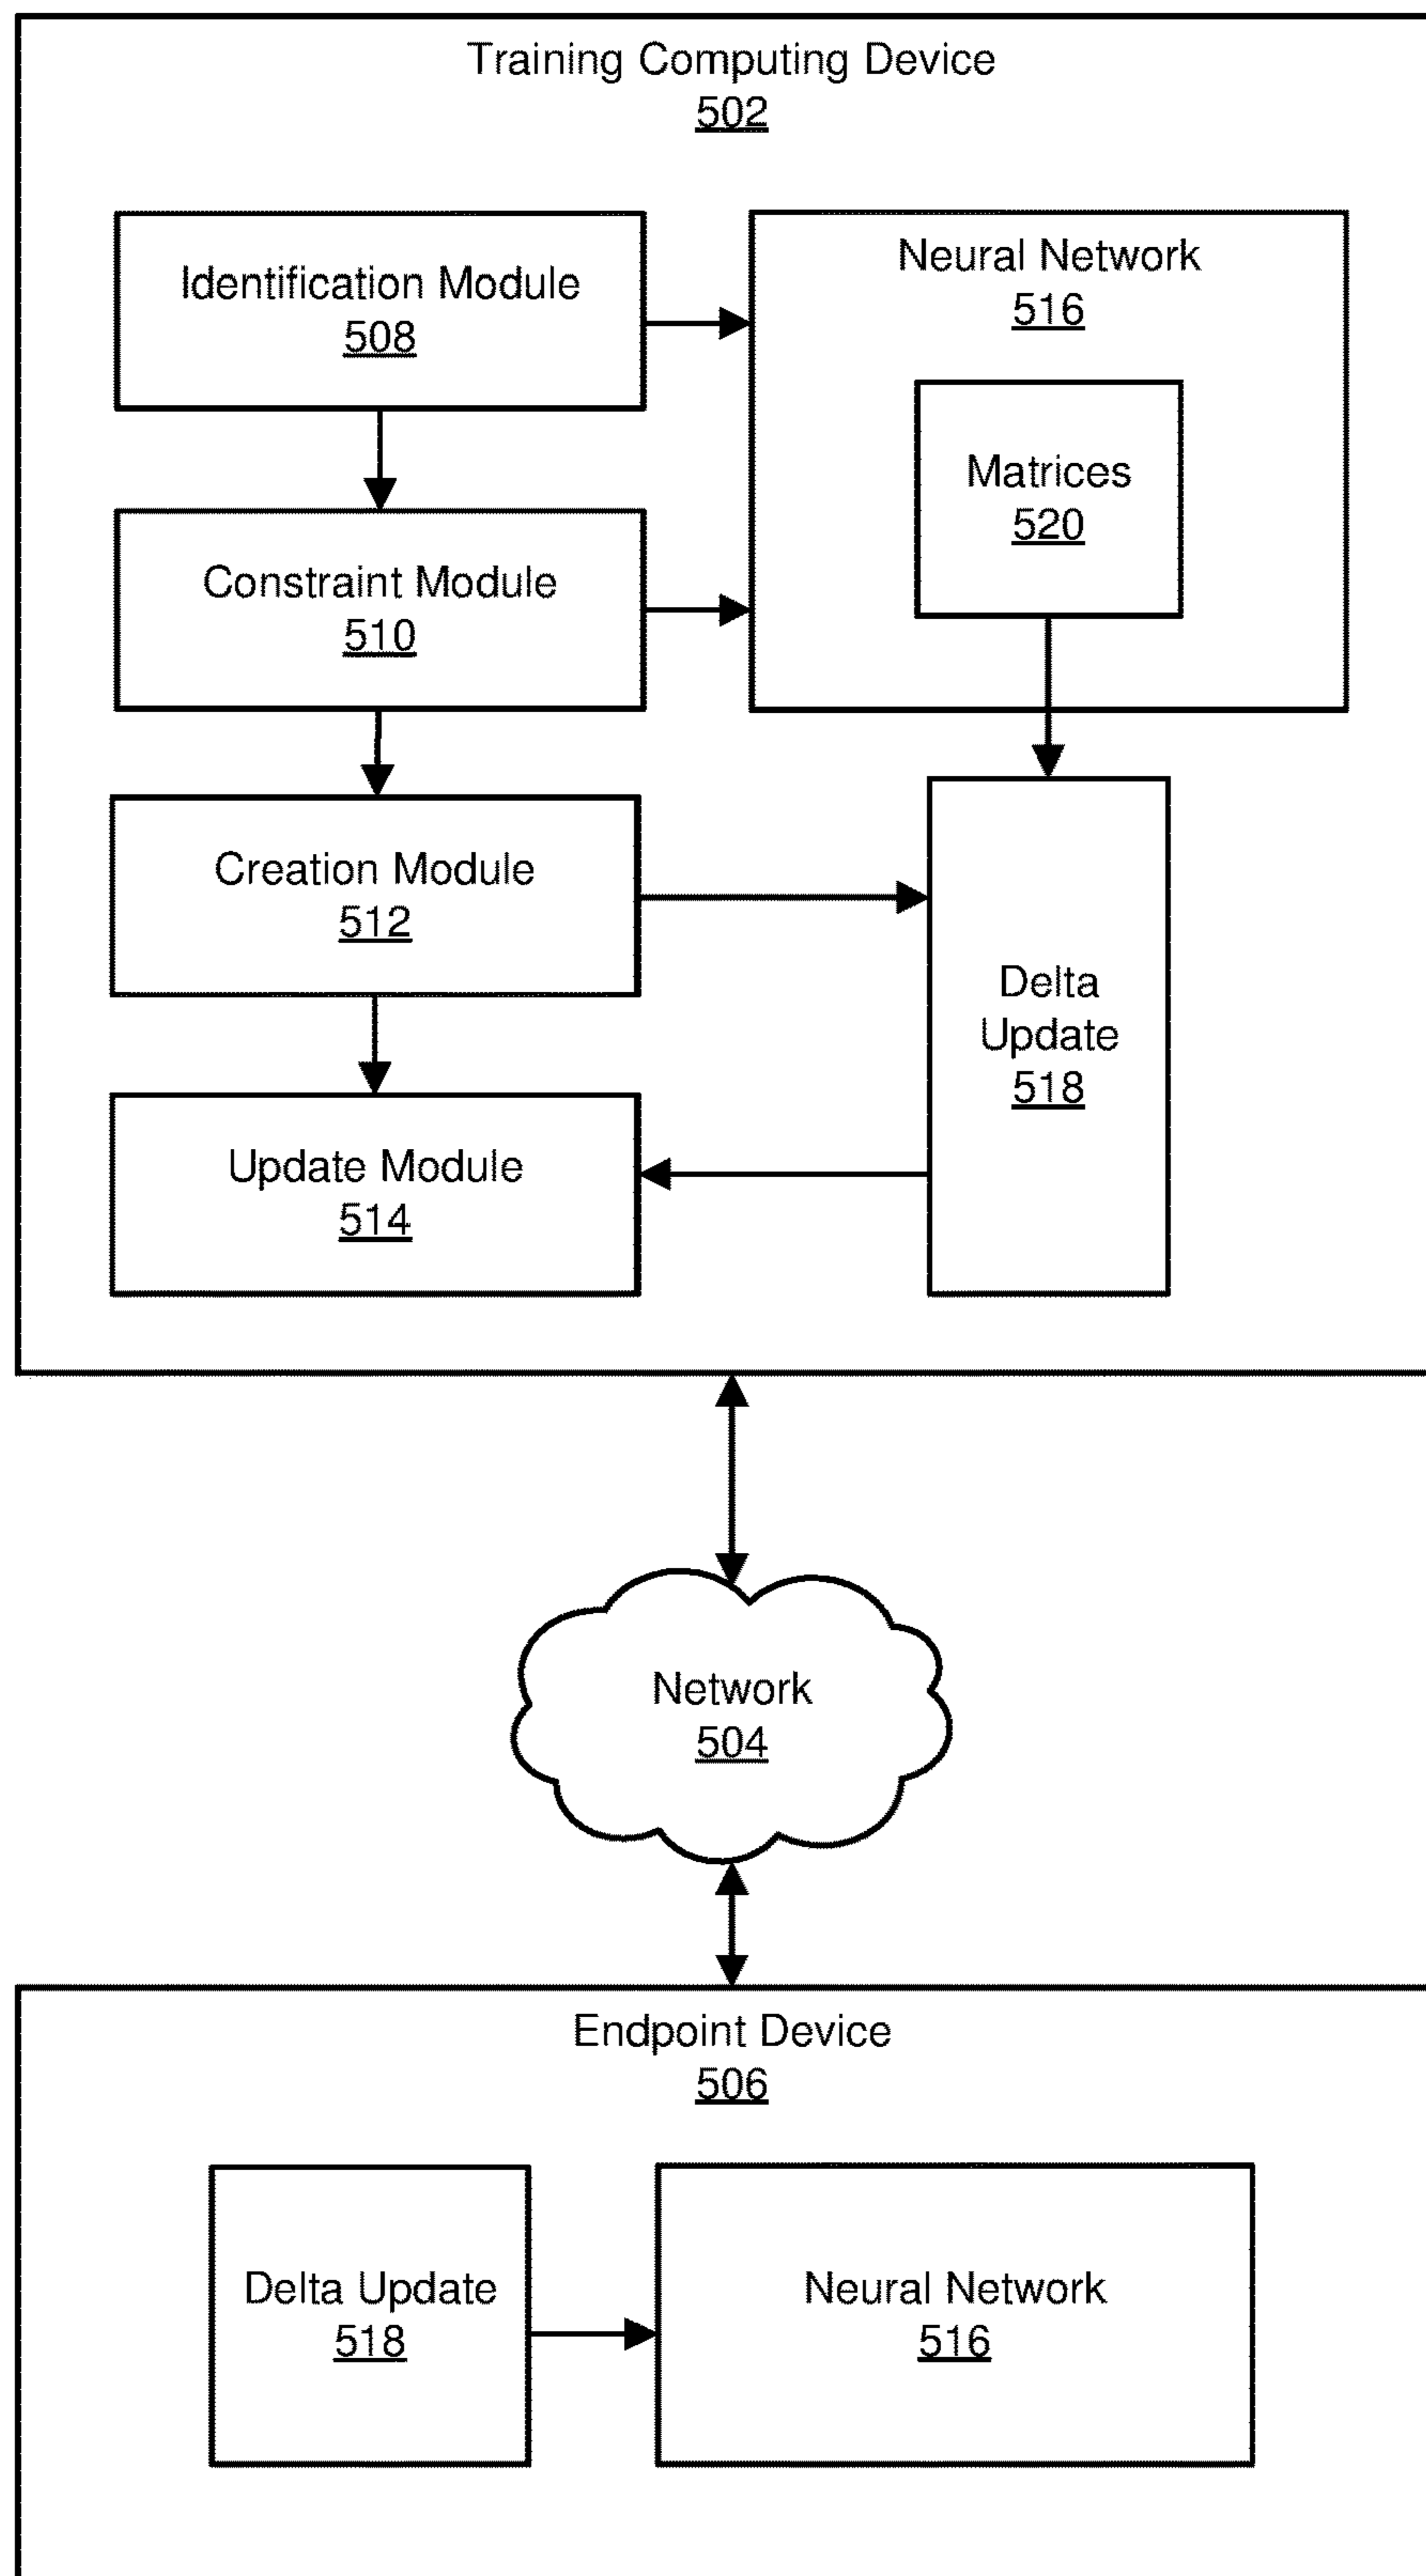 Training Computing Device
502
Identification Module
508
Neural Network
516
Matrices
520
Constraint Module
510
Creation Module
512
Delta
Update
518
Update Module
514
Network
504
Endpoint Device
506
Delta Update
518
Neural Network
516